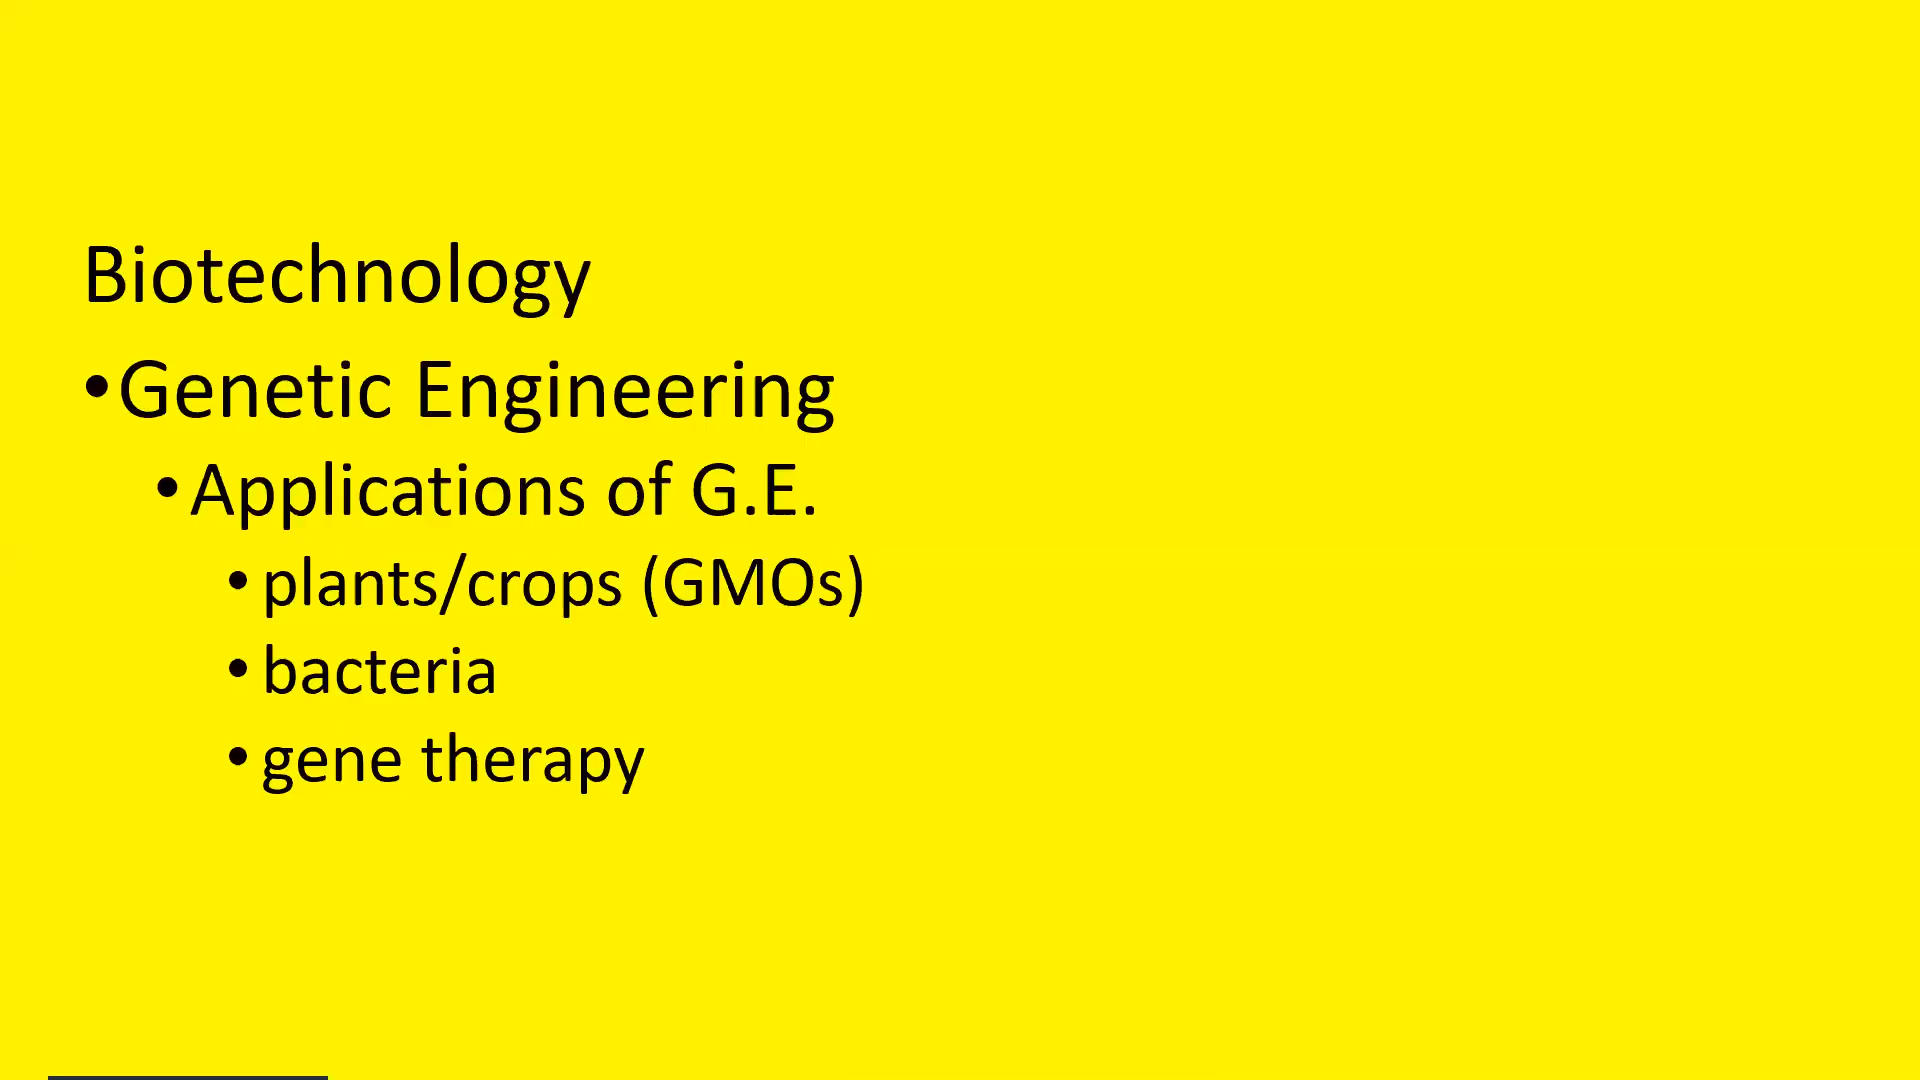 Biotechnology
•Genetic Engineering
•Applications of G.E.
•plants/crops (GMOs)
•bacteria
•gene therapy